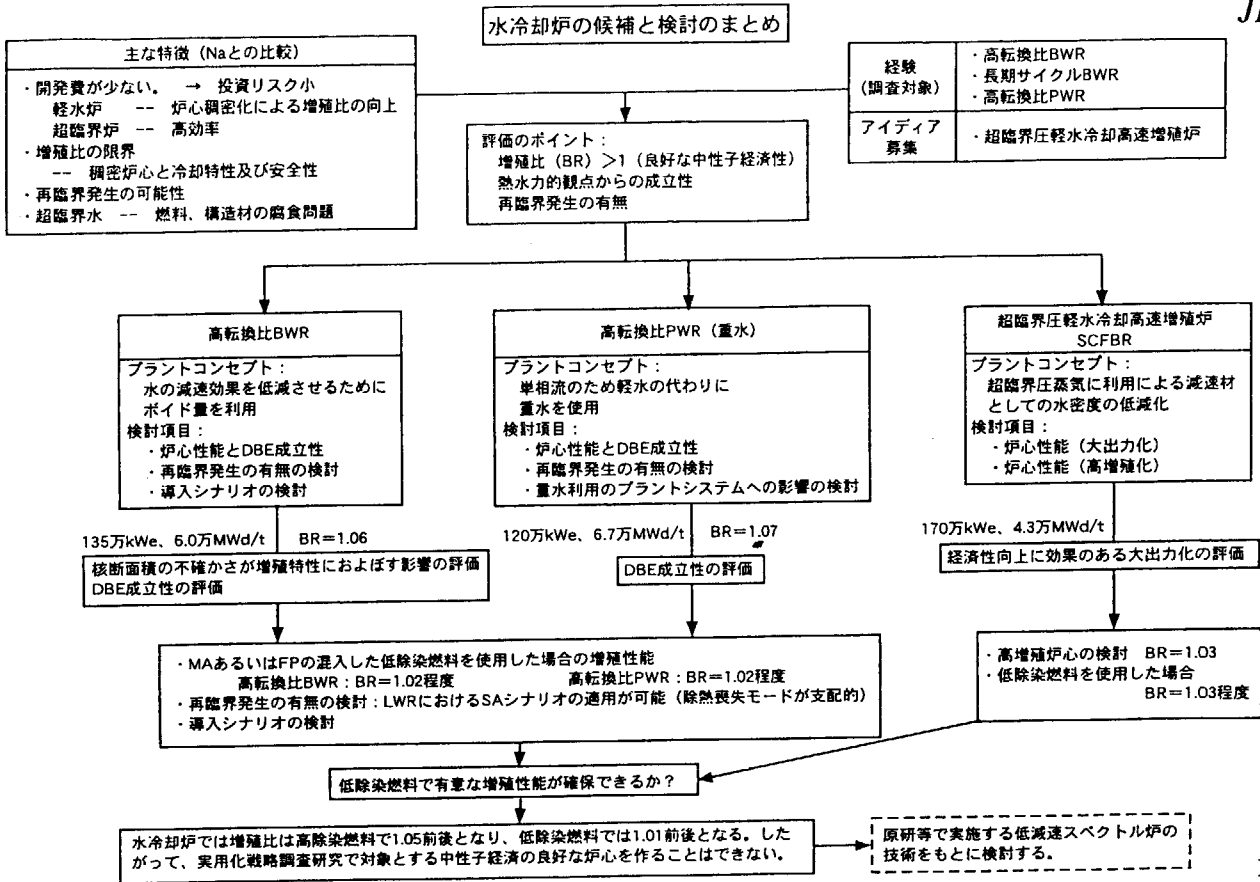 水冷却炉の候補と検討のまとめ
主な特徴（Naとの比較）
・開発費が少ない。 → 投資リスク小
軽水炉 -- 炉心稠密化による増殖比の向上
超臨界炉 -- 高効率
・増殖比の限界
-- 稠密炉心と冷却特性及び安全性
・再臨界発生の可能性
・超臨界水 -- 燃料、構造材の腐食問題
評価のポイント：
増殖比（BR）＞1（良好な中性子経済性）
熱水力的観点からの成立性
再臨界発生の有無
経験
（調査対象）
・高転換比BWR
・長期サイクルBWR
・高転換比PWR
アイディア
募集
・超臨界圧軽水冷却高速増殖炉
高転換比BWR
プラントコンセプト：
水の減速効果を低減させるために
ボイド量を利用
検討項目：
・炉心性能とDBE成立性
・再臨界発生の有無の検討
・導入シナリオの検討
高転換比PWR（重水）
プラントコンセプト：
単相流のため軽水の代わりに
重水を使用
検討項目：
・炉心性能とDBE成立性
・再臨界発生の有無の検討
・重水利用のプラントシステムへの影響の検討
超臨界圧軽水冷却高速増殖炉
SCFBR
プラントコンセプト：
超臨界圧蒸気に利用による減速材
としての水密度の低減化
検討項目：
・炉心性能（大出力化）
・炉心性能（高増殖化）
135万kWe、6.0万MWd/t BR＝1.06
核断面積の不確かさが増殖特性におよぼす影響の評価
DBE成立性の評価
120万kWe、6.7万MWd/t BR＝1.07
DBE成立性の評価
170万kWe、4.3万MWd/t
経済性向上に効果のある大出力化の評価
・MAあるいはFPの混入した低除染燃料を使用した場合の増殖性能
高転換比BWR：BR＝1.02程度 高転換比PWR：BR＝1.02程度
・再臨界発生の有無の検討：LWRにおけるSAシナリオの適用が可能（除熱喪失モードが支配的）
・導入シナリオの検討
・高増殖炉心の検討 BR＝1.03
・低除染燃料を使用した場合
BR＝1.03程度
低除染燃料で有意な増殖性能が確保できるか？
水冷却炉では増殖比は高除染燃料で1.05前後となり、低除染燃料では1.01前後となる。した
がって、実用化戦略調査研究で対象とする中性子経済の良好な炉心を作ることはできない。
原研等で実施する低減速スペクトル炉の
技術をもとに検討する。